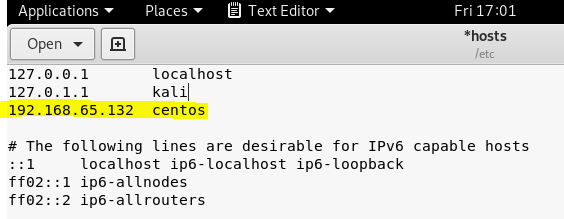 Applications Places Text Editor Fri 17:01
Open *hosts
/etc
127.0.0.1 localhost
127.0.1.1 kali
192.168.65.132 centos
# The following lines are desirable for IPv6 capable hosts
::1 localhost ip6-localhost ip6-loopback
ff02::1 ip6-allnodes
ff02::2 ip6-allrouters